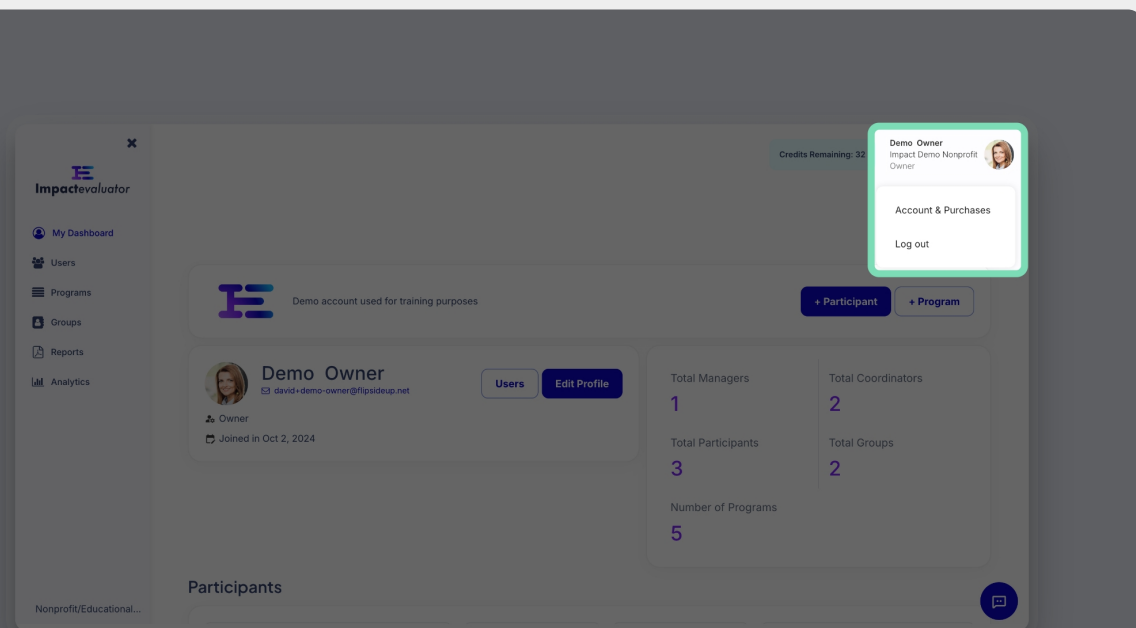 Impactevaluator
My Dashboard
Users
Programs
Groups
Reports
Analytics
Nonprofit/Educational...
Credits Remaining: 32
Demo Owner
Impact Demo Nonprofit
Owner
Account & Purchases
Log out
Demo account used for training purposes
+ Participant
+ Program
Demo Owner
david+demo-owner@flipsideup.net
Users
Edit Profile
Owner
Joined in Oct 2, 2024
Total Managers
1
Total Coordinators
2
Total Participants
3
Total Groups
2
Number of Programs
5
Participants